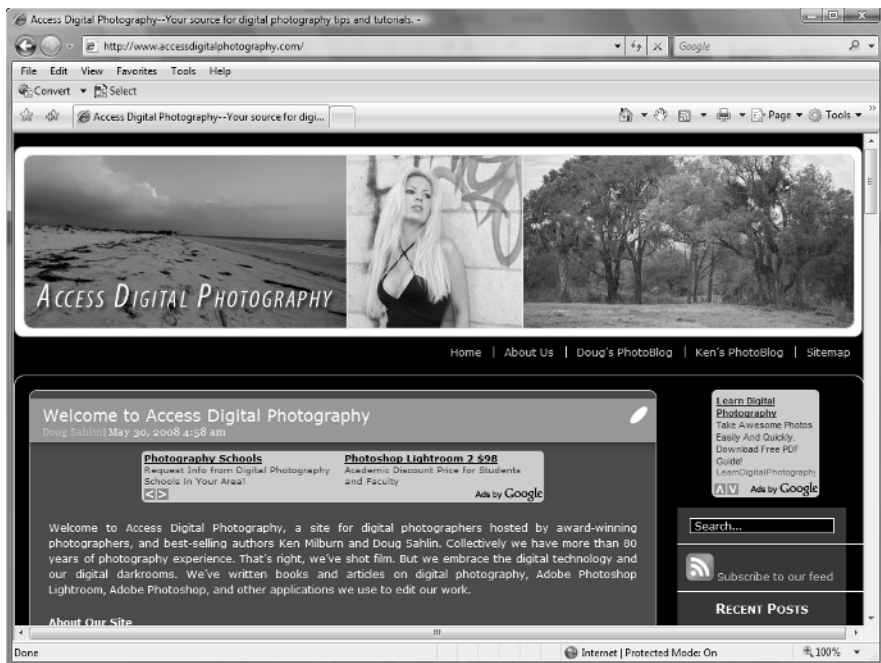 Access Digital Photography--Your source for digital photography tips and tutorials. -
http://www.accessdigitalphotography.com/
Google
File Edit View Favorites Tools Help
Convert Select
Access Digital Photography--Your source for digi...
Page Tools
ACCESS DIGITAL PHOTOGRAPHY
Home | About Us | Doug's PhotoBlog | Ken's PhotoBlog | Sitemap
Welcome to Access Digital Photography
Doug Sahlin| May 30, 2008 4:58 am
Photography Schools
Request Info from Digital Photography
Schools in Your Area!
Photoshop Lightroom 2 $98
Academic Discount Price for Students
and Faculty
Ads by Google
Welcome to Access Digital Photography, a site for digital photographers hosted by award-winning
photographers, and best-selling authors Ken Milburn and Doug Sahlin. Collectively we have more than 80
years of photography experience. That's right, we've shot film. But we embrace the digital technology and
our digital darkrooms. We've written books and articles on digital photography, Adobe Photoshop
Lightroom, Adobe Photoshop, and other applications we use to edit our work.
About Our Site
Learn Digital
Photography
Take Awesome Photos
Easily And Quickly.
Download Free PDF
Guide!
LearnDigitalPhotograph
Ads by Google
Search...
Subscribe to our feed
RECENT POSTS
Done
Internet | Protected Mode: On
100%